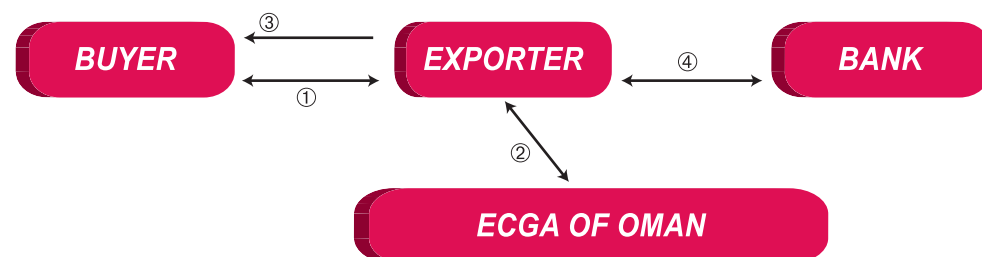 ③
BUYER
EXPORTER
BANK
①
④
②
ECGA OF OMAN